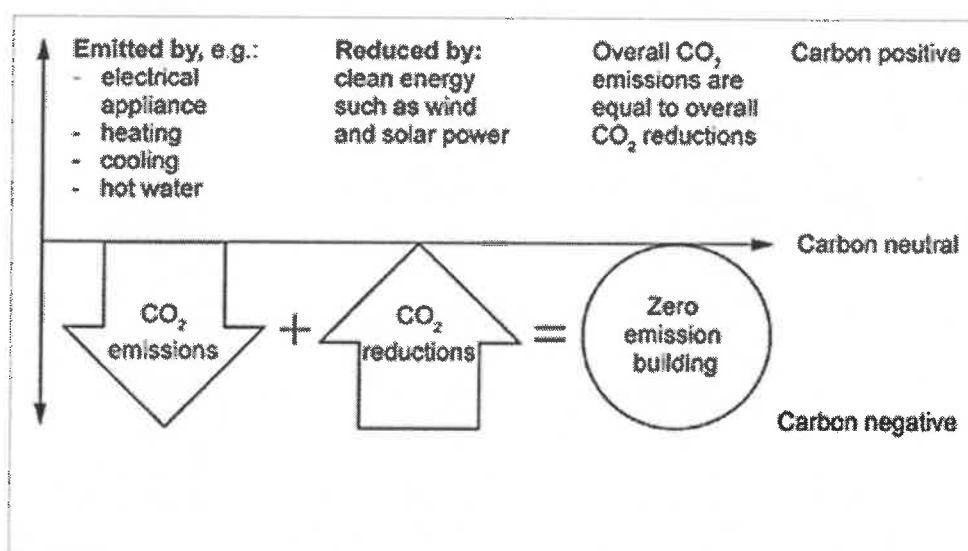 Emitted by, e.g.:
- electrical
appliance
- heating
- cooling
- hot water
Reduced by:
clean energy
such as wind
and solar power
Overall CO₂
emissions are
equal to overall
CO₂ reductions
Carbon positive
Carbon neutral
CO₂
emissions
+
CO₂
reductions
=
Zero
emission
building
Carbon negative